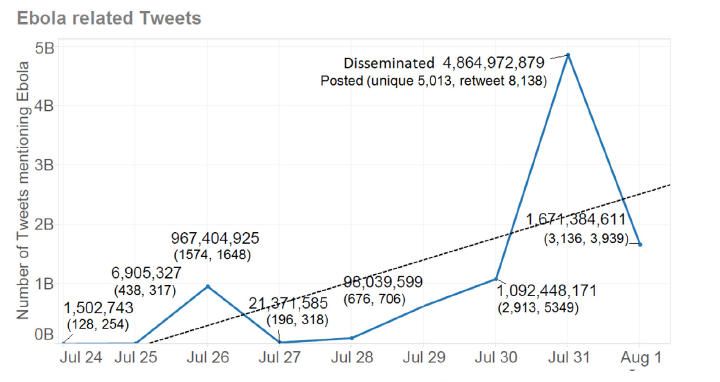 Ebola related Tweets
5B
4B
3B
2B
1B
0B
Number of Tweets mentioning Ebola
Disseminated 4,864,972,879
Posted (unique 5,013, retweet 8,138)
967,404,925
(1574, 1648)
6,905,327
(438, 317)
1,502,743
(128, 254)
21,371,585
(196, 318)
98,039,599
(676, 706)
1,092,448,171
(2,913, 5349)
1,671,384,611
(3,136, 3,939)
Jul 24 Jul 25 Jul 26 Jul 27 Jul 28 Jul 29 Jul 30 Jul 31 Aug 1